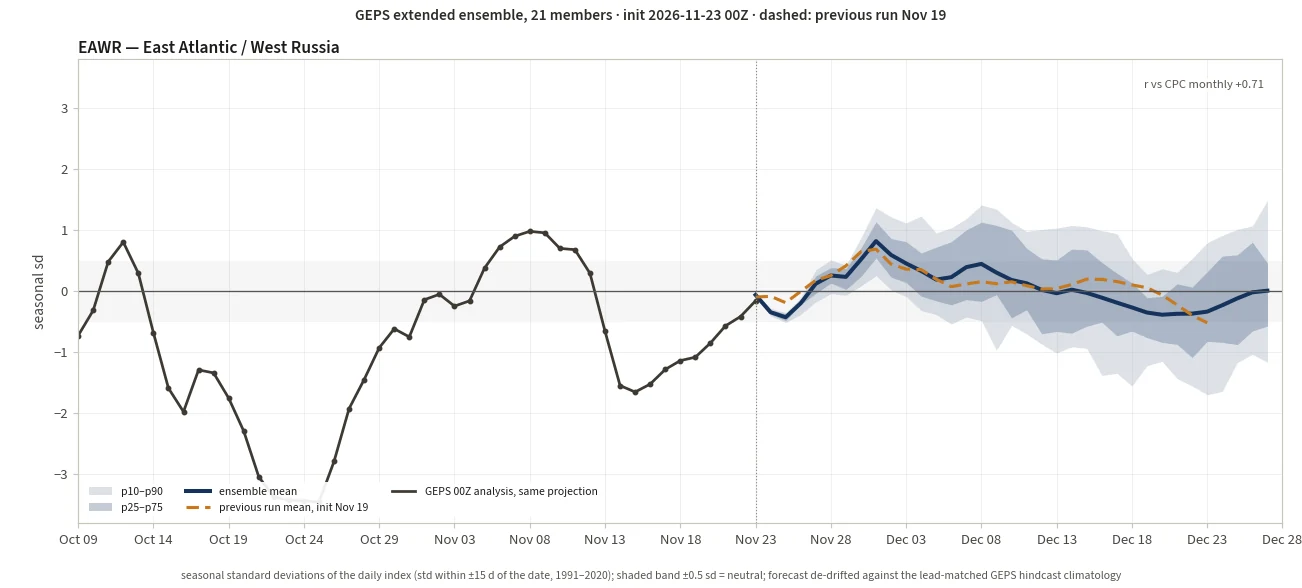 GEPS extended ensemble, 21 members · init 2026-11-23 00Z · dashed: previous run Nov 19
EAWR — East Atlantic / West Russia
r vs CPC monthly +0.71
seasonal sd
3
2
1
0
−1
−2
−3
p10–p90
p25–p75
ensemble mean
previous run mean, init Nov 19
GEPS 00Z analysis, same projection
Oct 09 Oct 14 Oct 19 Oct 24 Oct 29 Nov 03 Nov 08 Nov 13 Nov 18 Nov 23 Nov 28 Dec 03 Dec 08 Dec 13 Dec 18 Dec 23 Dec 28
seasonal standard deviations of the daily index (std within ±15 d of the date, 1991–2020); shaded band ±0.5 sd = neutral; forecast de-drifted against the lead-matched GEPS hindcast climatology